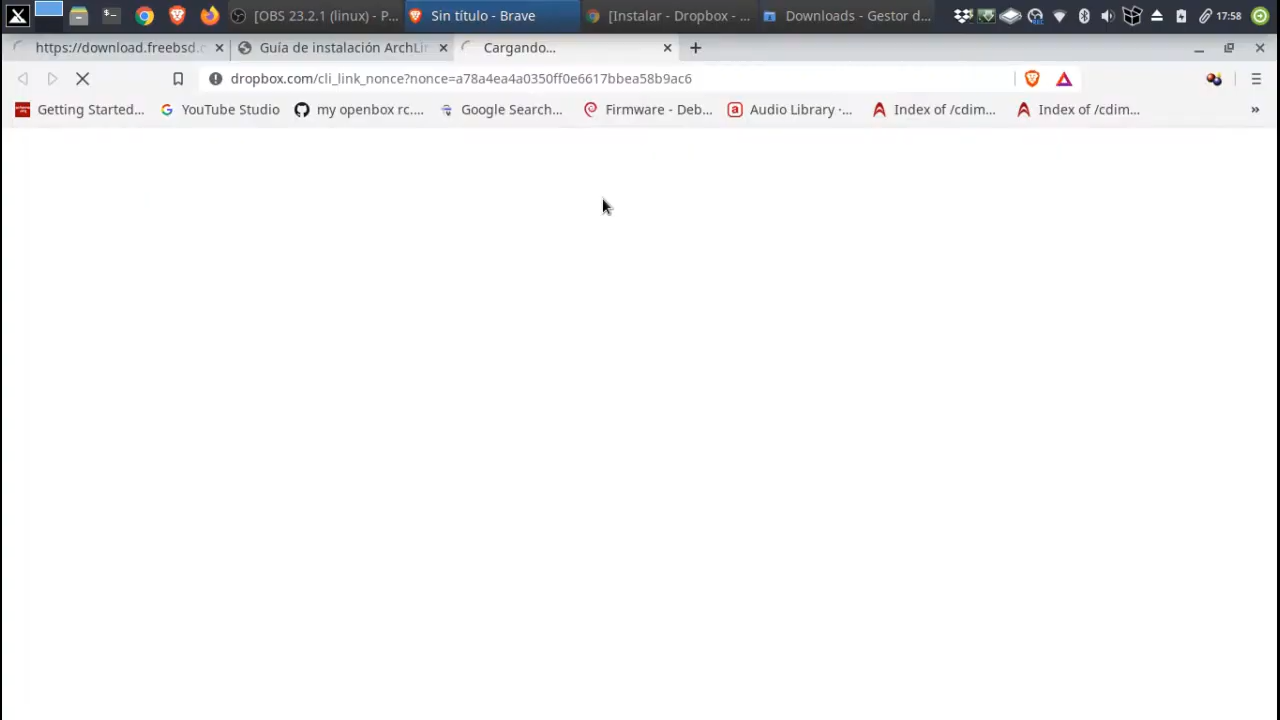 [OBS 23.2.1 (linux) - P... Sin título - Brave [Instalar - Dropbox - ... Downloads - Gestor d... 17:58
https://download.freebsd.o Guía de instalación ArchLin Cargando...
dropbox.com/cli_link_nonce?nonce=a78a4ea4a0350ff0e6617bbea58b9ac6
Getting Started... YouTube Studio my openbox rc.... Google Search... Firmware - Deb... Audio Library ·... Index of /cdim... Index of /cdim... »